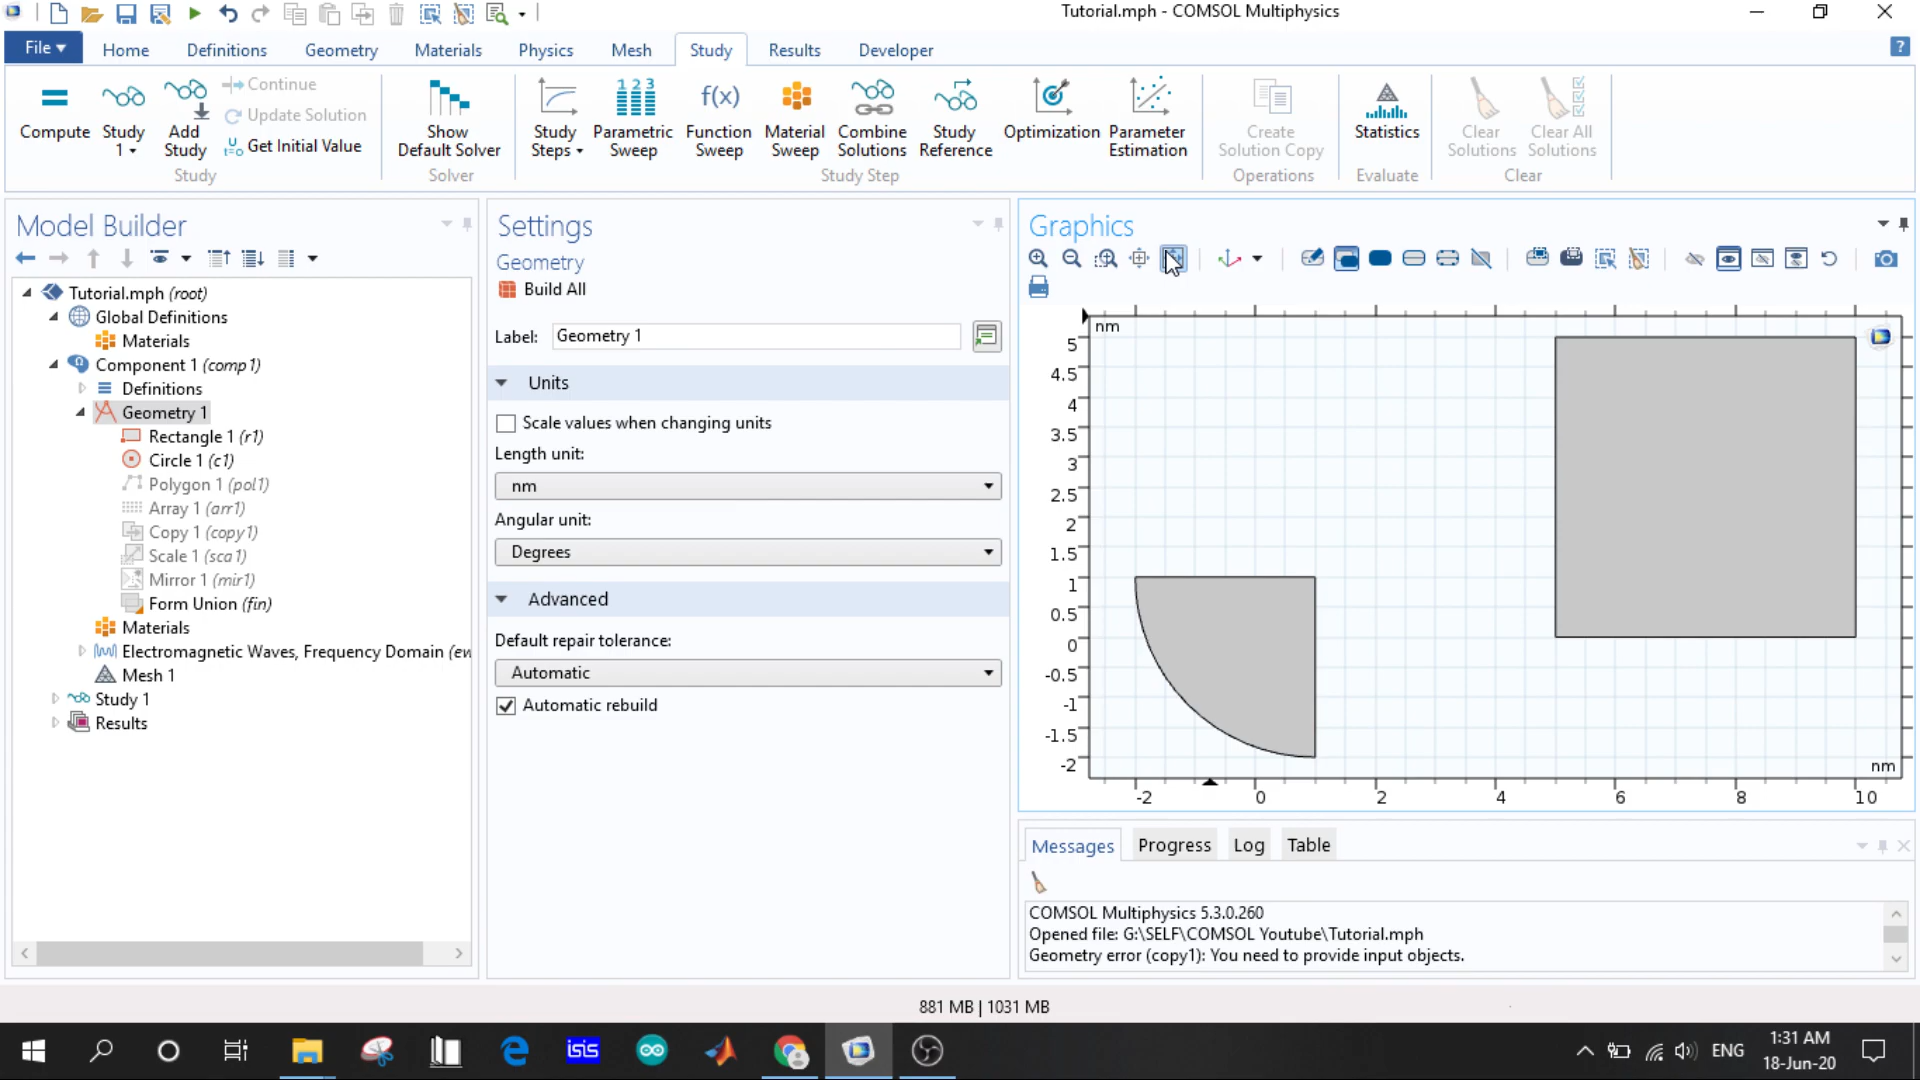 Tutorial.mph - COMSOL Multiphysics
File Home Definitions Geometry Materials Physics Mesh Study Results Developer
Compute
Study 1
Add Study
Continue
Update Solution
Get Initial Value
Study
Show Default Solver
Solver
Study Steps
Parametric Sweep
Function Sweep
Material Sweep
Combine Solutions
Study Reference
Optimization
Parameter Estimation
Study Step
Create Solution Copy
Operations
Statistics
Evaluate
Clear Solutions
Clear All Solutions
Clear
Model Builder
Tutorial.mph (root)
Global Definitions
Materials
Component 1 (comp1)
Definitions
Geometry 1
Rectangle 1 (r1)
Circle 1 (c1)
Polygon 1 (pol1)
Array 1 (arr1)
Copy 1 (copy1)
Scale 1 (sca1)
Mirror 1 (mir1)
Form Union (fin)
Materials
Electromagnetic Waves, Frequency Domain (ew
Mesh 1
Study 1
Results
Settings
Geometry
Build All
Label: Geometry 1
Units
Scale values when changing units
Length unit:
nm
Angular unit:
Degrees
Advanced
Default repair tolerance:
Automatic
Automatic rebuild
Graphics
nm
5
4.5
4
3.5
3
2.5
2
1.5
1
0.5
0
-0.5
-1
-1.5
-2
nm
-2 0 2 4 6 8 10
Messages Progress Log Table
COMSOL Multiphysics 5.3.0.260
Opened file: G:\SELF\COMSOL Youtube\Tutorial.mph
Geometry error (copy1): You need to provide input objects.
881 MB | 1031 MB
isis
ENG
1:31 AM
18-Jun-20